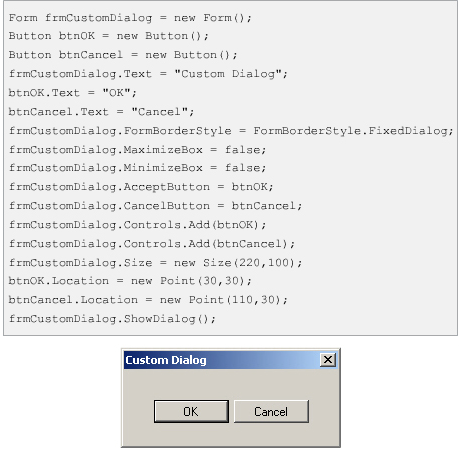 Form frmCustomDialog = new Form();
Button btnOK = new Button();
Button btnCancel = new Button();
frmCustomDialog.Text = "Custom Dialog";
btnOK.Text = "OK";
btnCancel.Text = "Cancel";
frmCustomDialog.FormBorderStyle = FormBorderStyle.FixedDialog;
frmCustomDialog.MaximizeBox = false;
frmCustomDialog.MinimizeBox = false;
frmCustomDialog.AcceptButton = btnOK;
frmCustomDialog.CancelButton = btnCancel;
frmCustomDialog.Controls.Add(btnOK);
frmCustomDialog.Controls.Add(btnCancel);
frmCustomDialog.Size = new Size(220,100);
btnOK.Location = new Point(30,30);
btnCancel.Location = new Point(110,30);
frmCustomDialog.ShowDialog();
Custom Dialog
OK Cancel